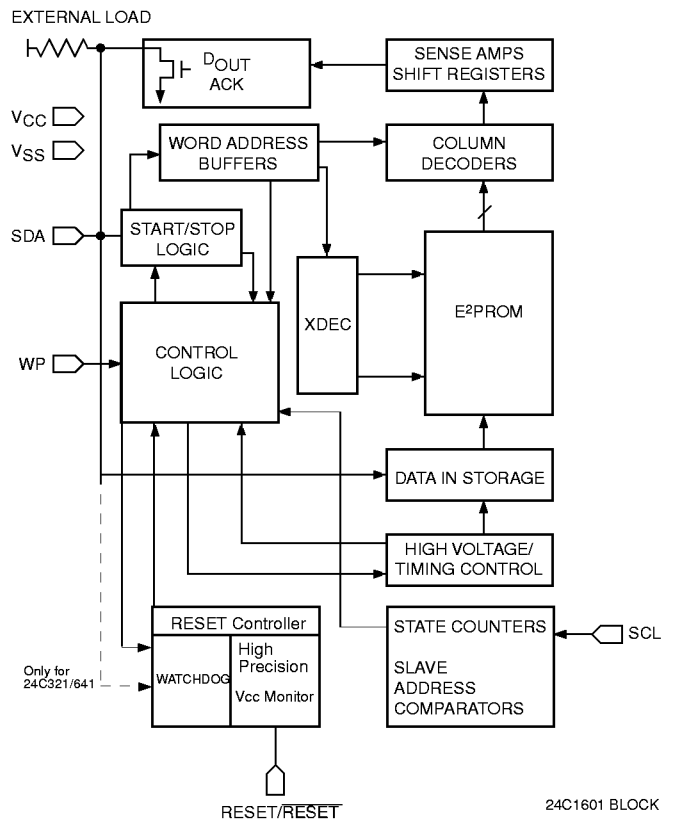 EXTERNAL LOAD
DOUT
ACK
SENSE AMPS
SHIFT REGISTERS
VCC
VSS
WORD ADDRESS
BUFFERS
COLUMN
DECODERS
SDA
START/STOP
LOGIC
XDEC
E²PROM
WP
CONTROL
LOGIC
DATA IN STORAGE
HIGH VOLTAGE/
TIMING CONTROL
RESET Controller
WATCHDOG
High
Precision
Vcc Monitor
STATE COUNTERS
SLAVE
ADDRESS
COMPARATORS
SCL
Only for
24C321/641
RESET/RESET
24C1601 BLOCK